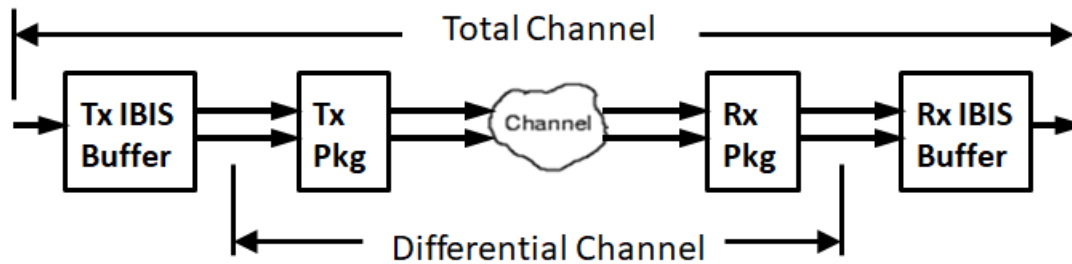 Total Channel
Tx IBIS
Buffer
Tx
Pkg
Channel
Rx
Pkg
Rx IBIS
Buffer
Differential Channel